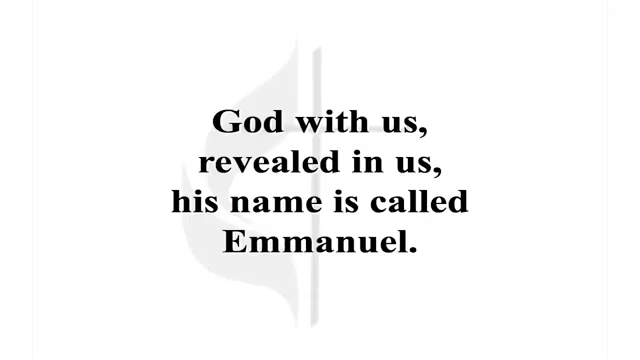 God with us,
revealed in us,
his name is called
Emmanuel.